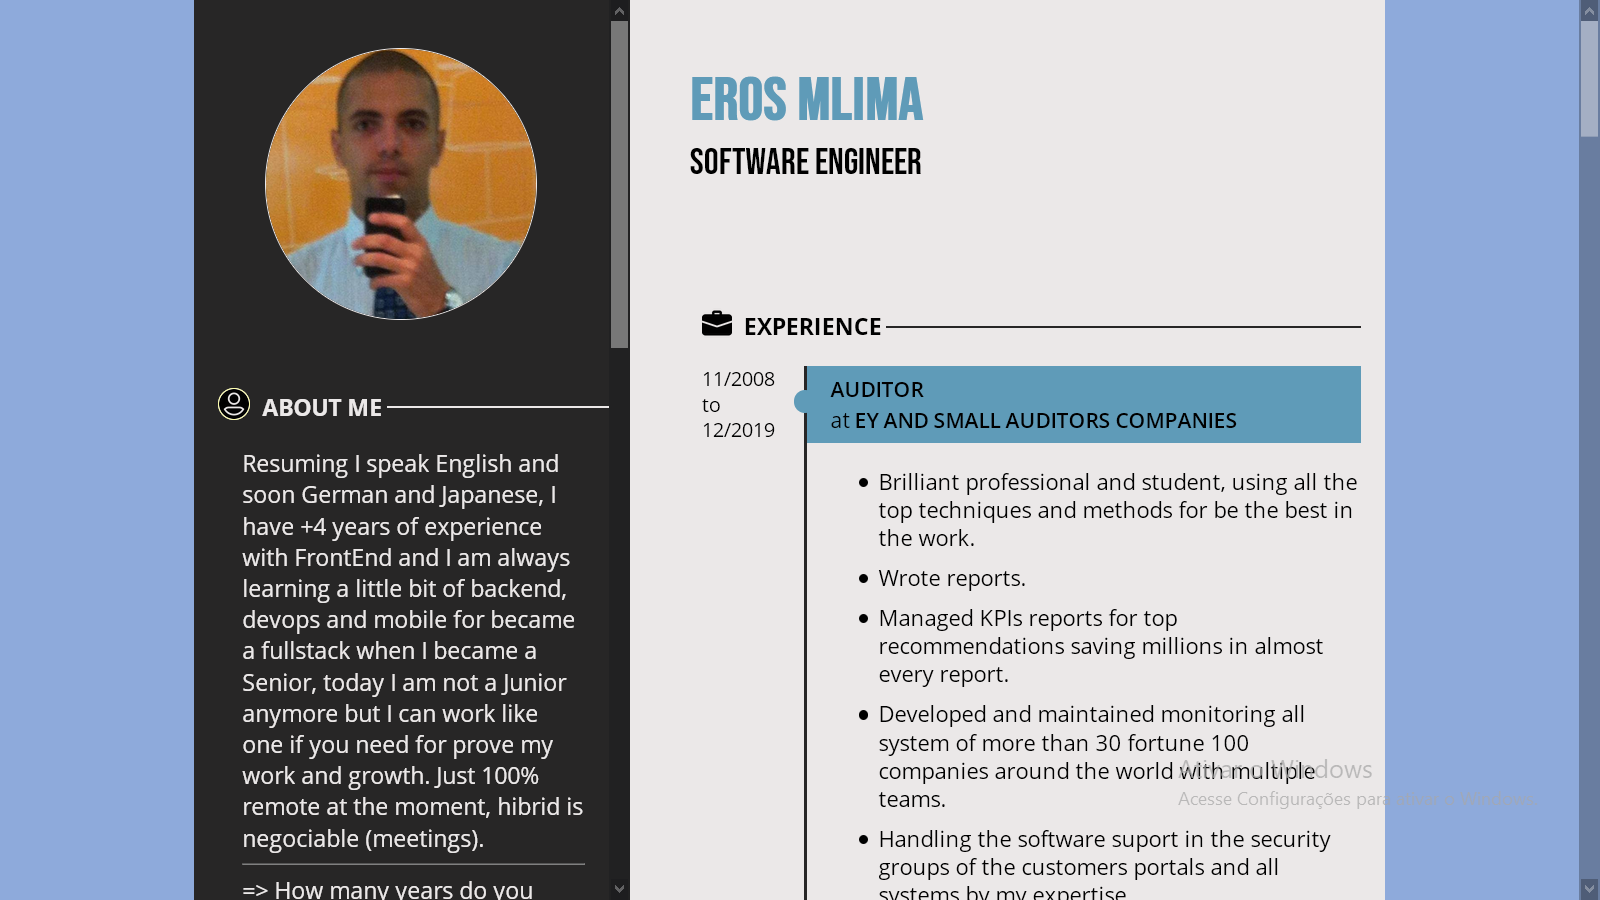 EROS MLIMA
SOFTWARE ENGINEER
ABOUT ME
Resuming I speak English and
soon German and Japanese, I
have +4 years of experience
with FrontEnd and I am always
learning a little bit of backend,
devops and mobile for became
a fullstack when I became a
Senior, today I am not a Junior
anymore but I can work like
one if you need for prove my
work and growth. Just 100%
remote at the moment, hibrid is
negociable (meetings).
=> How many years do you
EXPERIENCE
11/2008
to
12/2019
AUDITOR
at EY AND SMALL AUDITORS COMPANIES
Brilliant professional and student, using all the
top techniques and methods for be the best in
the work.
Wrote reports.
Managed KPIs reports for top
recommendations saving millions in almost
every report.
Developed and maintained monitoring all
system of more than 30 fortune 100
companies around the world with multiple
teams.
Handling the software suport in the security
groups of the customers portals and all
systems by my expertise
Ativar o Windows
Acesse Configurações para